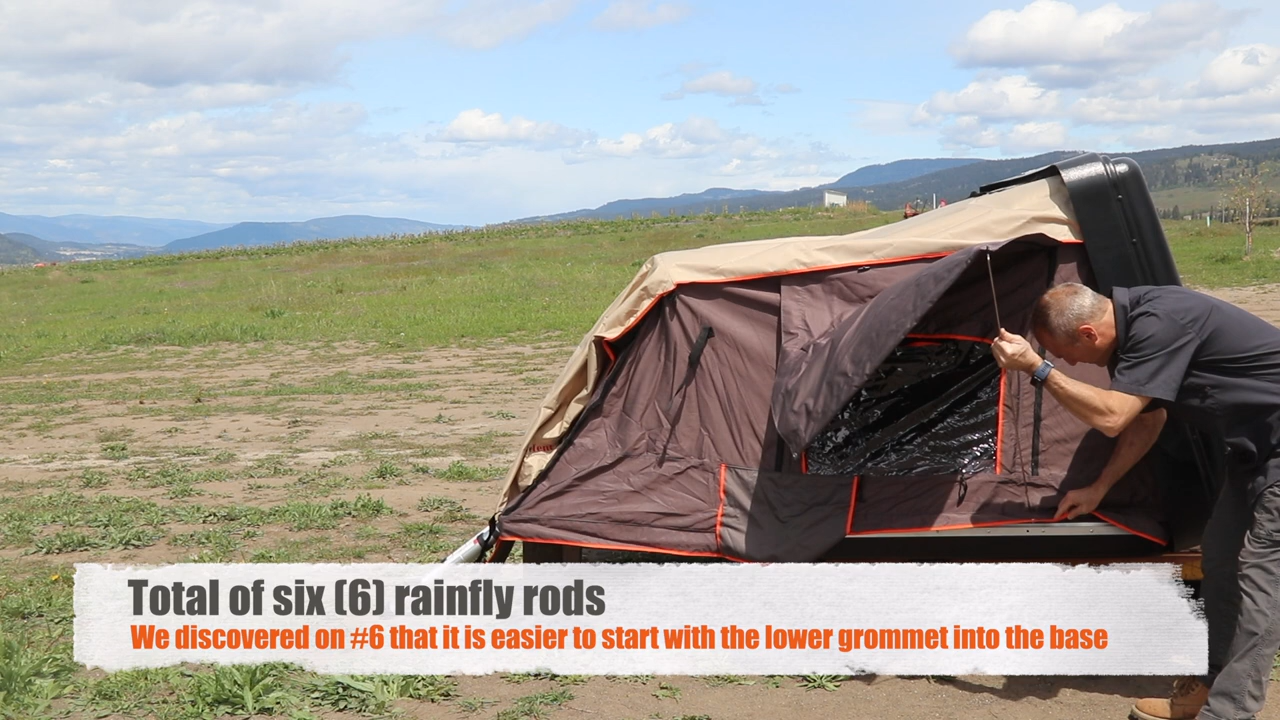 Total of six (6) rainfly rods
We discovered on #6 that it is easier to start with the lower grommet into the base